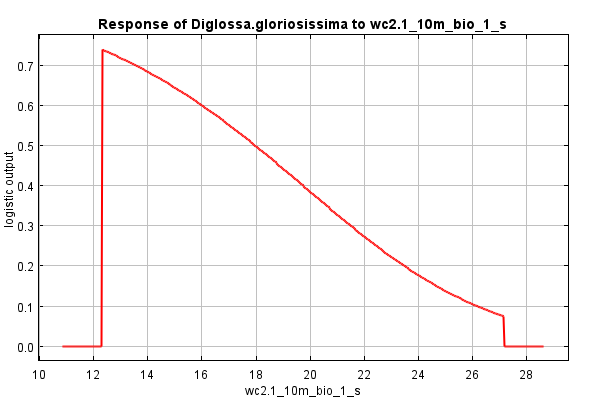 Response of Diglossa.gloriosissima to wc2.1_10m_bio_1_s
logistic output
0.7
0.6
0.5
0.4
0.3
0.2
0.1
0.0
10 12 14 16 18 20 22 24 26 28
wc2.1_10m_bio_1_s